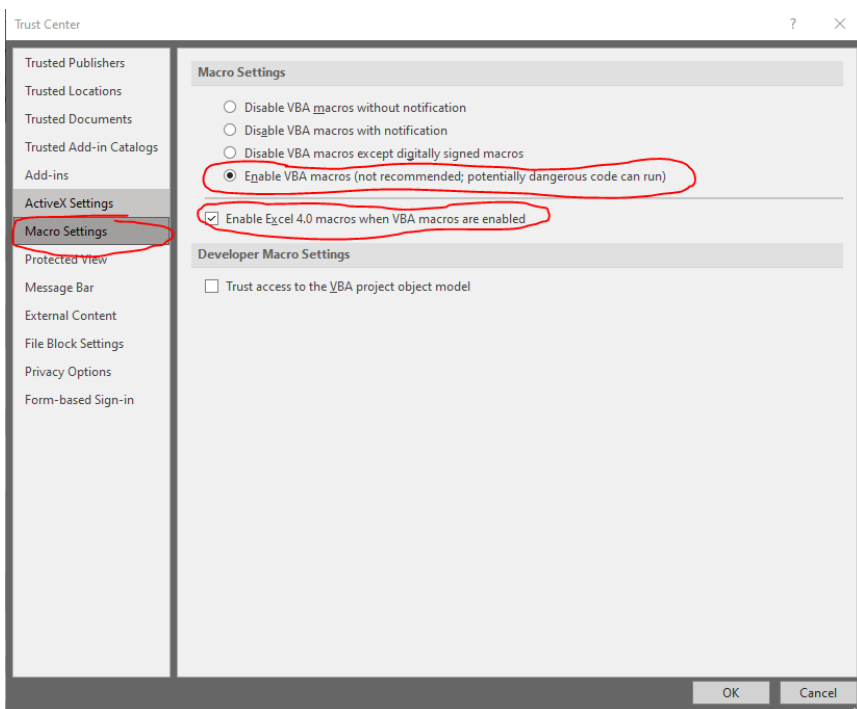 Trust Center
?
Trusted Publishers
Trusted Locations
Trusted Documents
Trusted Add-in Catalogs
Add-ins
ActiveX Settings
Macro Settings
Protected View
Message Bar
External Content
File Block Settings
Privacy Options
Form-based Sign-in
Macro Settings
Disable VBA macros without notification
Disable VBA macros with notification
Disable VBA macros except digitally signed macros
Enable VBA macros (not recommended; potentially dangerous code can run)
Enable Excel 4.0 macros when VBA macros are enabled
Developer Macro Settings
Trust access to the VBA project object model
OK
Cancel